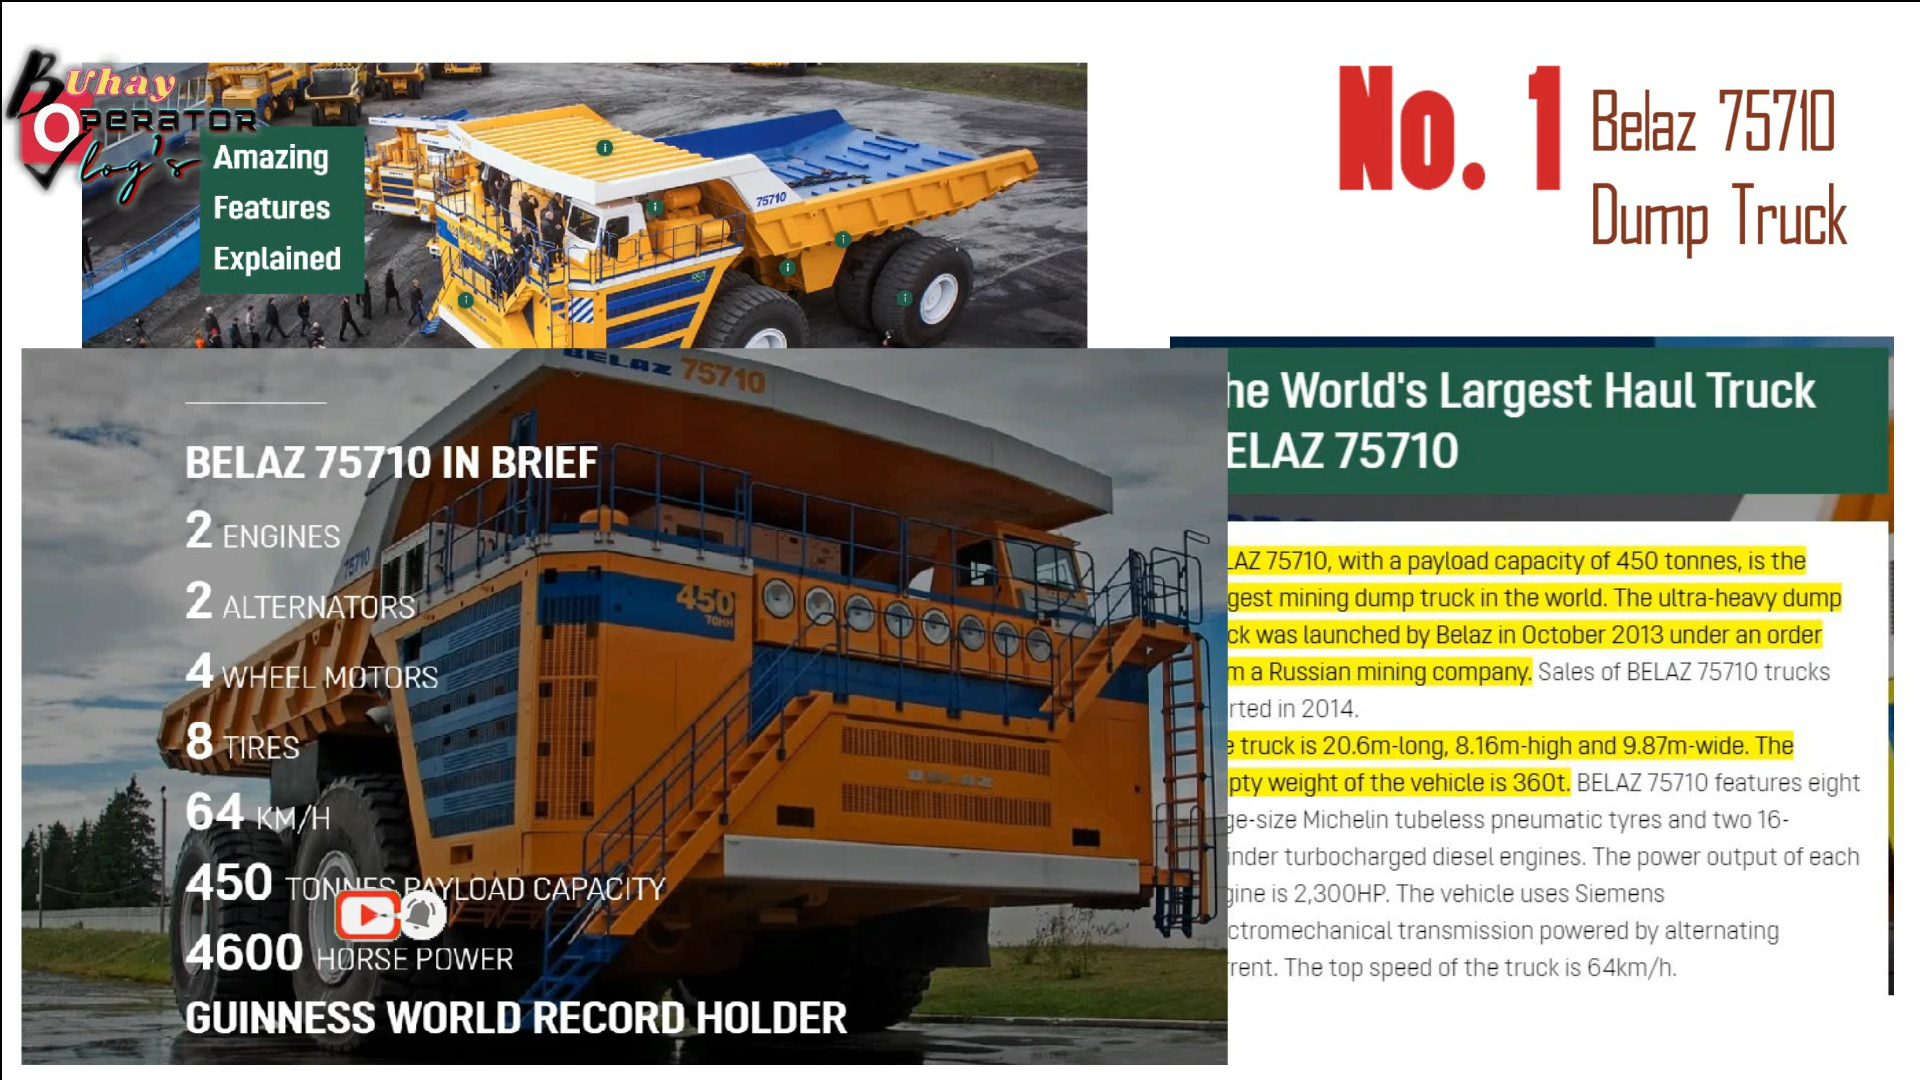 BUhay
OPERATOR
Vlog's
Amazing
Features
Explained
75710
No. 1
Belaz 75710
Dump Truck
BELAZ 75710
75710
450
TOHH
BELAZ
BELAZ 75710 IN BRIEF
2 ENGINES
2 ALTERNATORS
4 WHEEL MOTORS
8 TIRES
64 KM/H
450 TONNES PAYLOAD CAPACITY
4600 HORSE POWER
GUINNESS WORLD RECORD HOLDER
he World's Largest Haul Truck
ELAZ 75710
LAZ 75710, with a payload capacity of 450 tonnes, is the
gest mining dump truck in the world. The ultra-heavy dump
ck was launched by Belaz in October 2013 under an order
m a Russian mining company. Sales of BELAZ 75710 trucks
rted in 2014.
e truck is 20.6m-long, 8.16m-high and 9.87m-wide. The
pty weight of the vehicle is 360t. BELAZ 75710 features eight
ge-size Michelin tubeless pneumatic tyres and two 16-
inder turbocharged diesel engines. The power output of each
gine is 2,300HP. The vehicle uses Siemens
ctromechanical transmission powered by alternating
rent. The top speed of the truck is 64km/h.